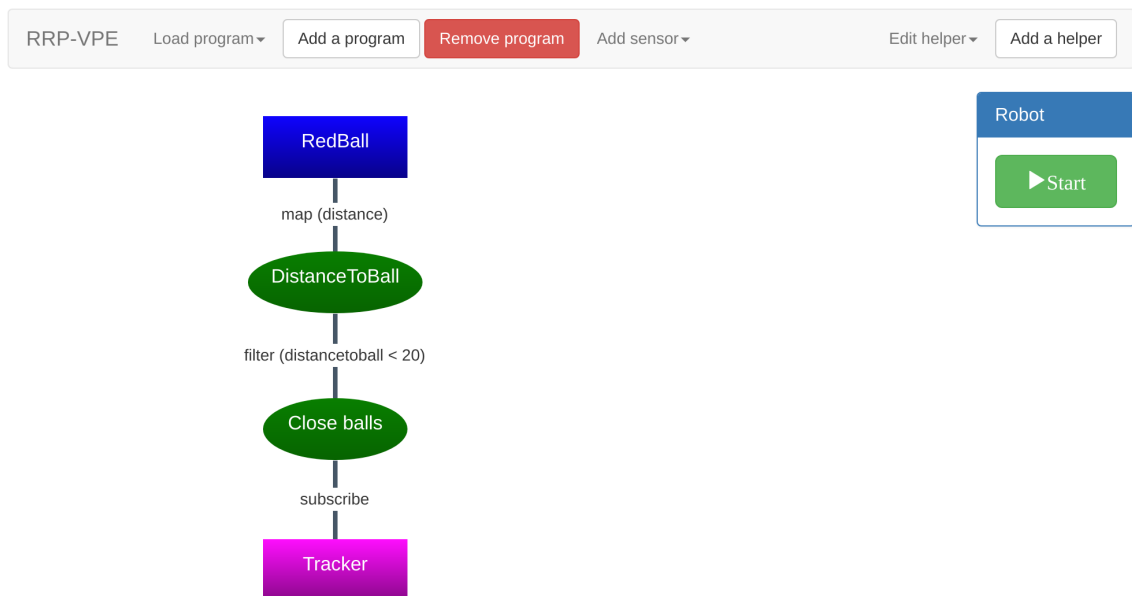 RRP-VPE Load program Add a program Remove program Add sensor Edit helper Add a helper
Robot
Start
RedBall
map (distance)
DistanceToBall
filter (distancetoball < 20)
Close balls
subscribe
Tracker